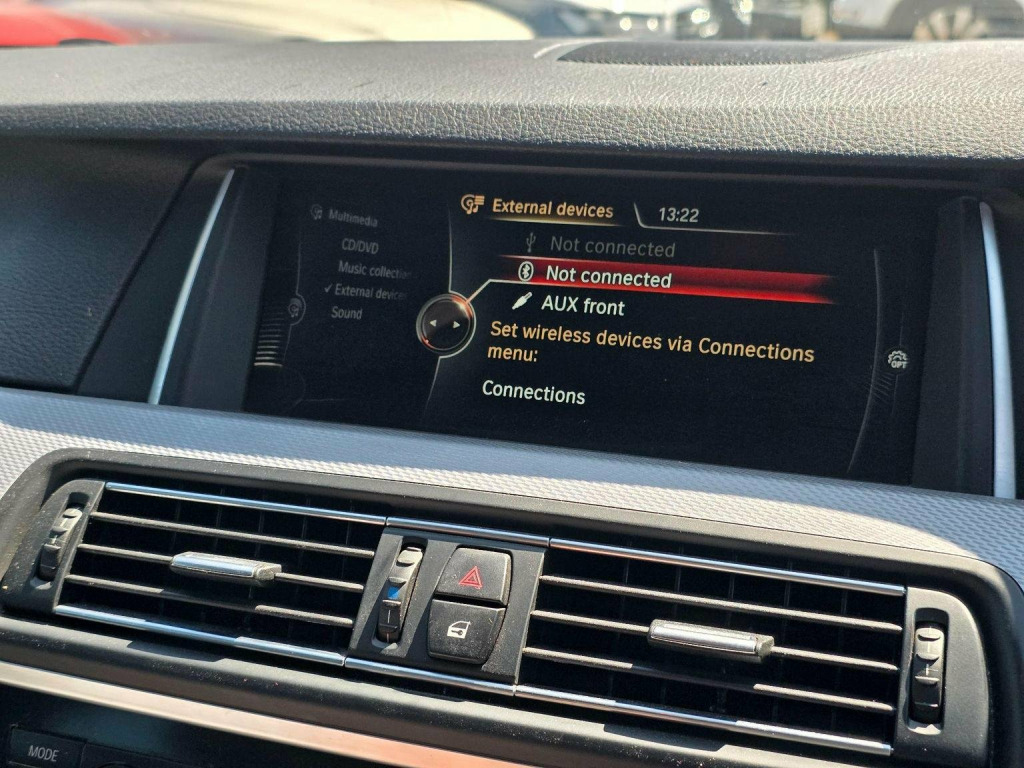 External devices
13:22
Multimedia
CD/DVD
Music collection
External devices
Sound
Not connected
Not connected
AUX front
Set wireless devices via Connections
menu:
Connections
OPT
MODE